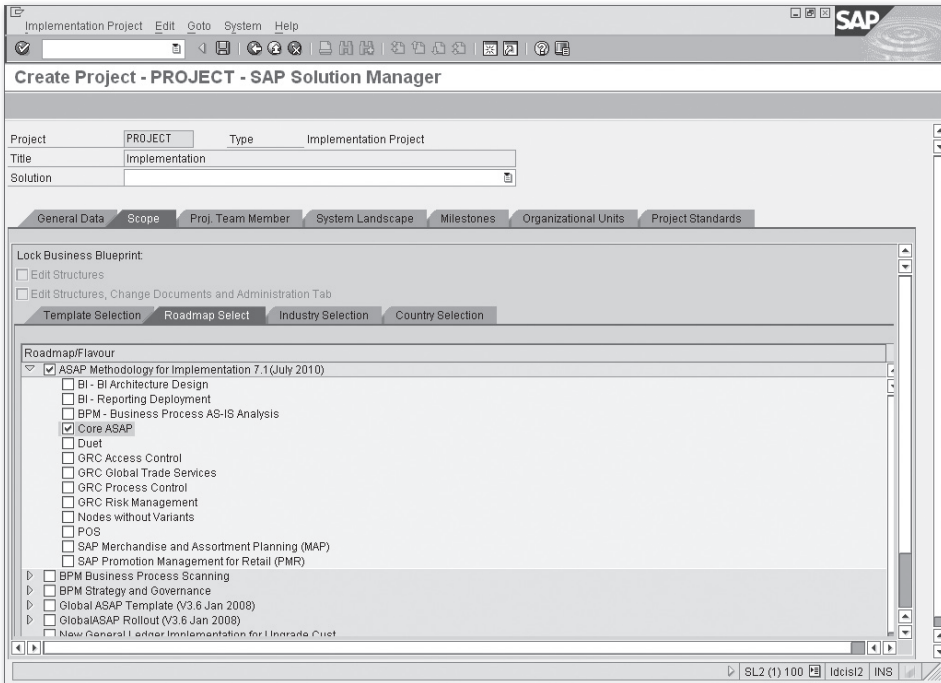 Implementation Project Edit Goto System Help
SAP
Create Project - PROJECT - SAP Solution Manager
Project PROJECT Type Implementation Project
Title Implementation
Solution
General Data Scope Proj. Team Member System Landscape Milestones Organizational Units Project Standards
Lock Business Blueprint:
Edit Structures
Edit Structures, Change Documents and Administration Tab
Template Selection Roadmap Select Industry Selection Country Selection
Roadmap/Flavour
ASAP Methodology for Implementation 7.1(July 2010)
BI - BI Architecture Design
BI - Reporting Deployment
BPM - Business Process AS-IS Analysis
Core ASAP
Duet
GRC Access Control
GRC Global Trade Services
GRC Process Control
GRC Risk Management
Nodes without Variants
POS
SAP Merchandise and Assortment Planning (MAP)
SAP Promotion Management for Retail (PMR)
BPM Business Process Scanning
BPM Strategy and Governance
Global ASAP Template (V3.6 Jan 2008)
GlobalASAP Rollout (V3.6 Jan 2008)
New General Ledger Implementation for Upgrade Cust
SL2 (1) 100 ldcisl2 INS